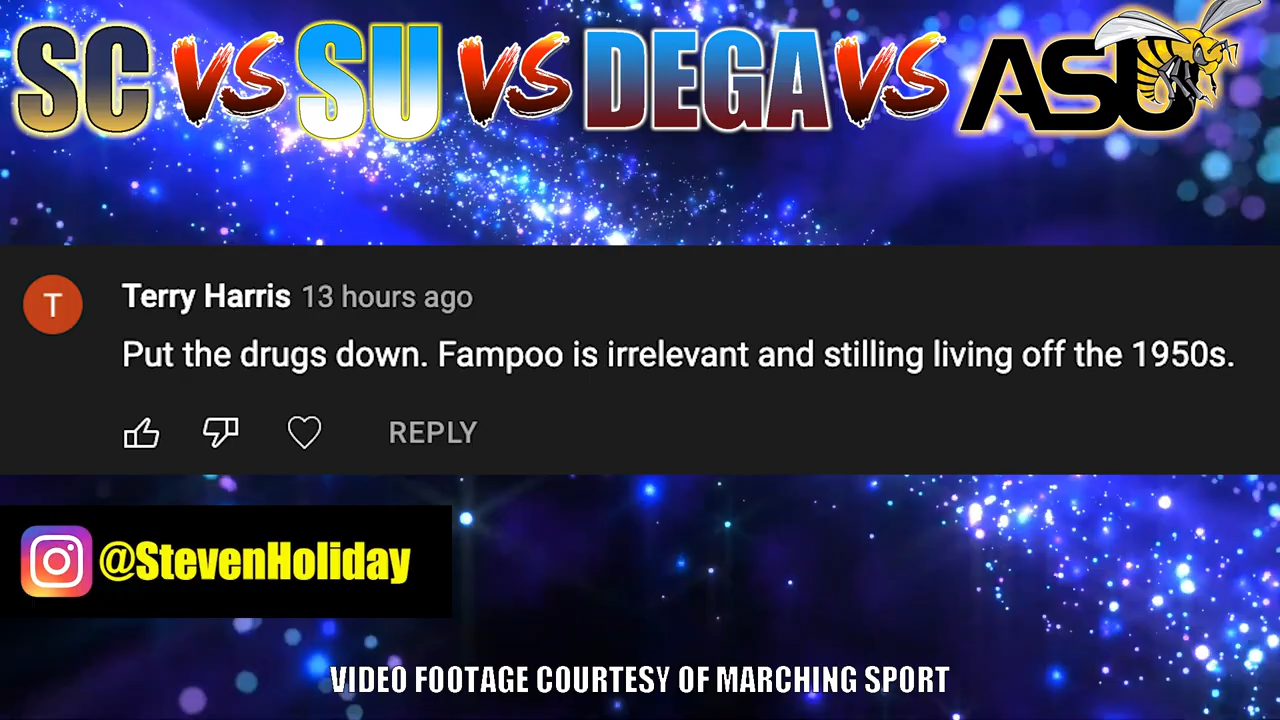 SC VS SU VS DEGA VS ASU
T
Terry Harris 13 hours ago
Put the drugs down. Fampoo is irrelevant and stilling living off the 1950s.
REPLY
@StevenHoliday
VIDEO FOOTAGE COURTESY OF MARCHING SPORT